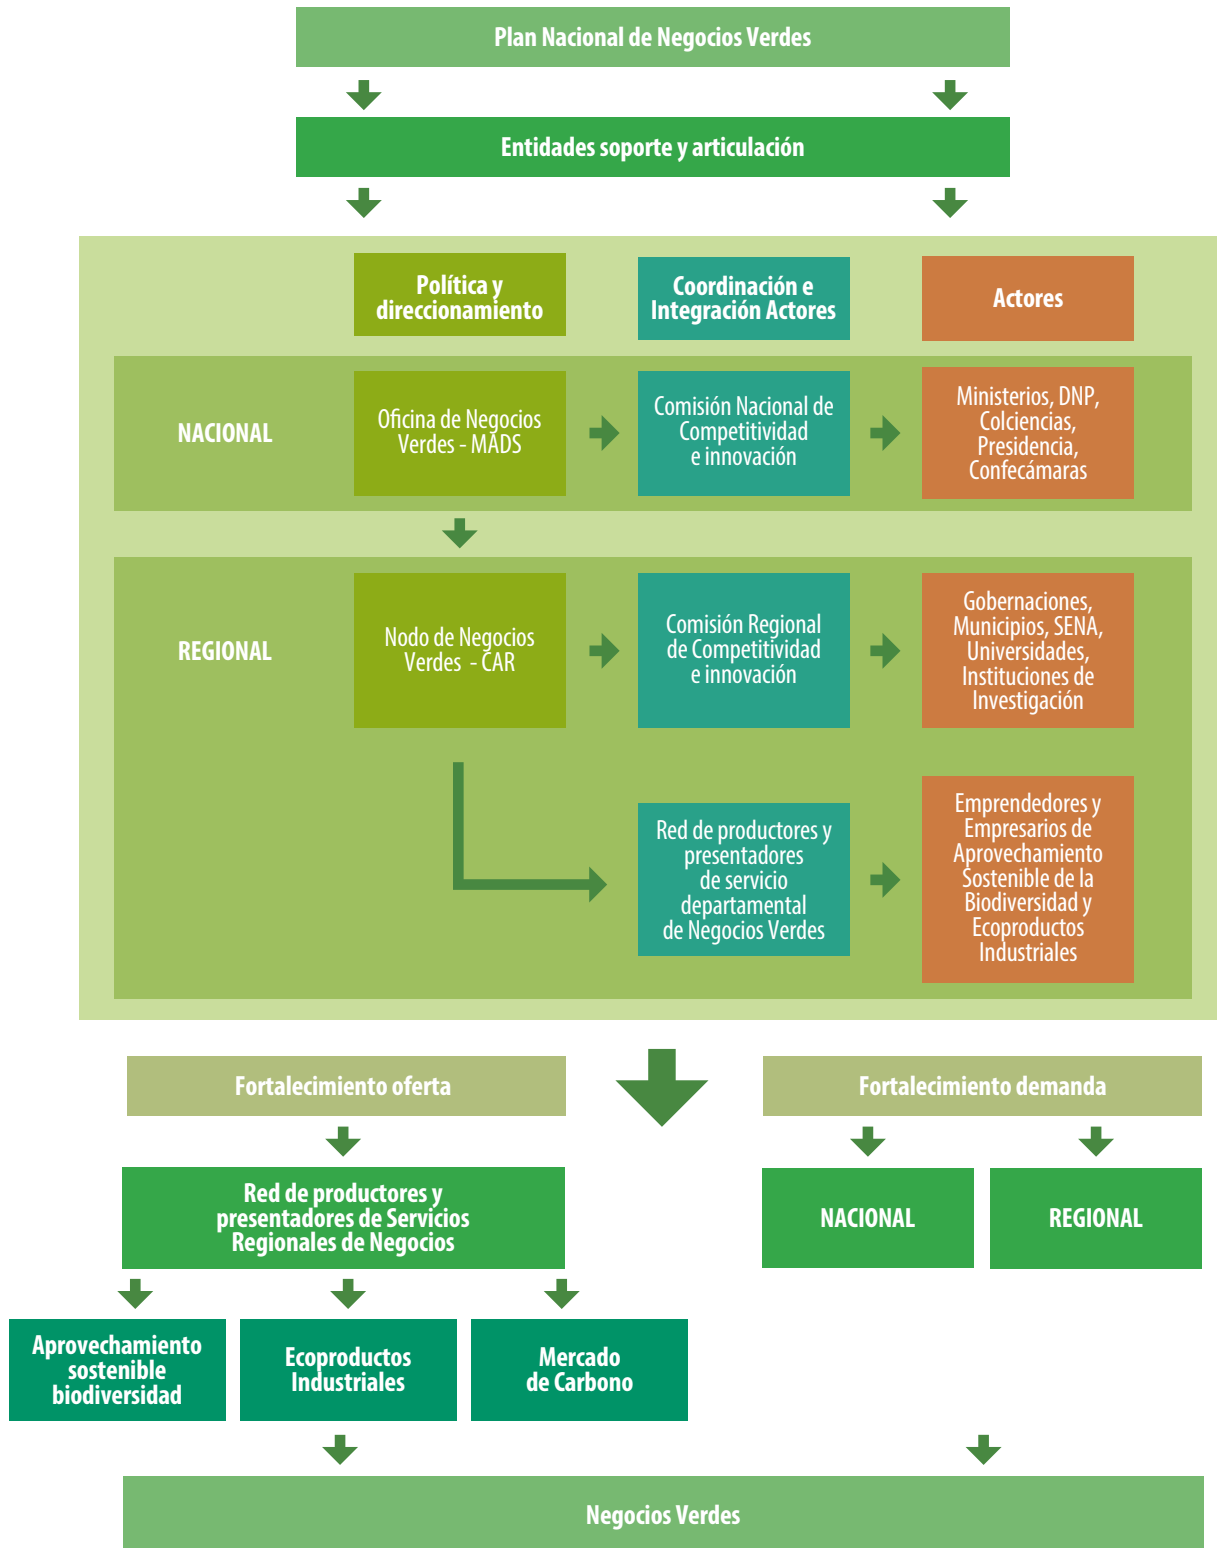 Plan Nacional de Negocios Verdes
Entidades soporte y articulación
Política y
direccionamiento
Coordinación e
Integración Actores
Actores
NACIONAL
Oficina de Negocios
Verdes - MADS
Comisión Nacional de
Competitividad
e innovación
Ministerios, DNP,
Colciencias,
Presidencia,
Confecámaras
REGIONAL
Nodo de Negocios
Verdes - CAR
Comisión Regional
de Competitividad
e innovación
Gobernaciones,
Municipios, SENA,
Universidades,
Instituciones de
Investigación
Red de productores y
presentadores
de servicio
departamental
de Negocios Verdes
Emprendedores y
Empresarios de
Aprovechamiento
Sostenible de la
Biodiversidad y
Ecoproductos
Industriales
Fortalecimiento oferta
Fortalecimiento demanda
Red de productores y
presentadores de Servicios
Regionales de Negocios
NACIONAL
REGIONAL
Aprovechamiento
sostenible
biodiversidad
Ecoproductos
Industriales
Mercado
de Carbono
Negocios Verdes